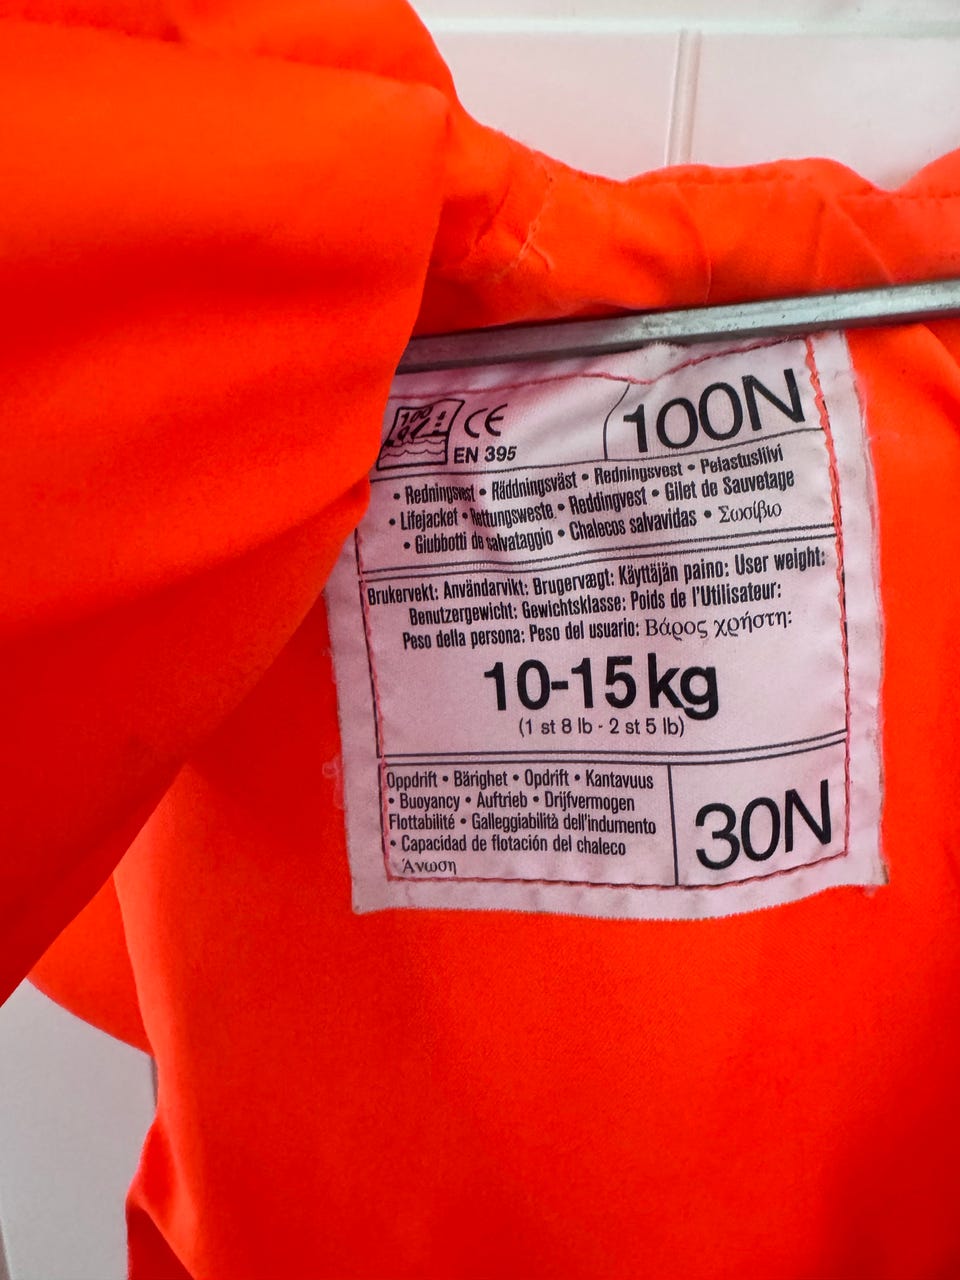 100
CE
EN 395
100N
• Redningsvest • Räddningsväst • Redningsvest • Pelastusliivi
• Lifejacket • Rettungsweste • Reddingvest • Gilet de Sauvetage
• Giubbotti de salvataggio • Chalecos salvavidas • Σωσίβιο
Brukervekt: Användarvikt: Brugervægt: Käyttäjän paino: User weight:
Benutzergewicht: Gewichtsklasse: Poids de l'Utilisateur:
Peso della persona: Peso del usuario: Βάρος χρήστη:
10-15 kg
(1 st 8 lb - 2 st 5 lb)
Oppdrift • Bärighet • Opdrift • Kantavuus
• Buoyancy • Auftrieb • Drijfvermogen
Flottabilité • Galleggiabilità dell'indumento
• Capacidad de flotación del chaleco
Άνωση
30N